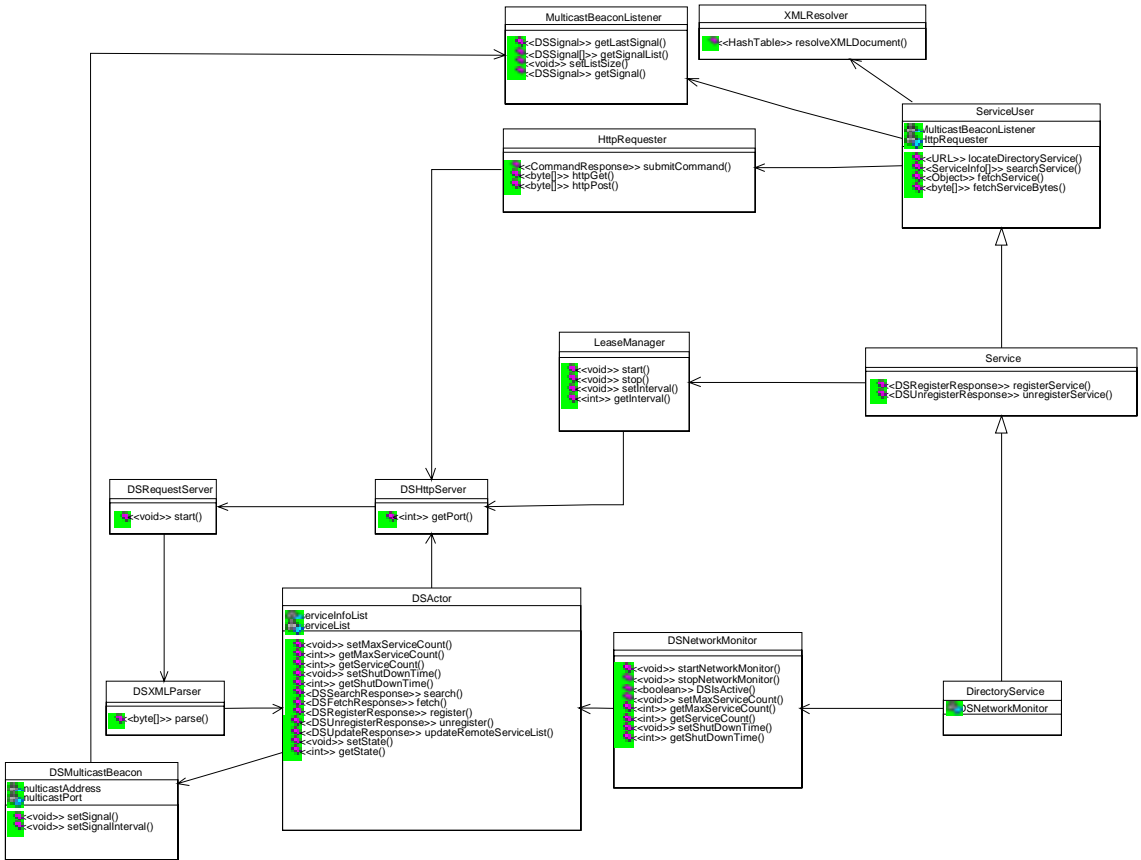 MulticastBeaconListener
<<DSSignal>> getLastSignal()
<<DSSignal[]>> getSignalList()
<<void>> setListSize()
<<DSSignal>> getSignal()
XMLResolver
<<HashTable>> resolveXMLDocument()
ServiceUser
MulticastBeaconListener
HttpRequester
<<URL>> locateDirectoryService()
<<ServiceInfo[]>> searchService()
<<Object>> fetchService()
<<byte[]>> fetchServiceBytes()
HttpRequester
<<CommandResponse>> submitCommand()
<<byte[]>> httpGet()
<<byte[]>> httpPost()
LeaseManager
<<void>> start()
<<void>> stop()
<<void>> setInterval()
<<int>> getInterval()
Service
<<DSRegisterResponse>> registerService()
<<DSUnregisterResponse>> unregisterService()
DSRequestServer
<<void>> start()
DSHttpServer
<<int>> getPort()
DSActor
serviceInfoList
serviceList
<<void>> setMaxServiceCount()
<<int>> getMaxServiceCount()
<<int>> getServiceCount()
<<void>> setShutDownTime()
<<int>> getShutDownTime()
<<DSSearchResponse>> search()
<<DSFetchResponse>> fetch()
<<DSRegisterResponse>> register()
<<DSUnregisterResponse>> unregister()
<<DSUpdateResponse>> updateRemoteServiceList()
<<void>> setState()
<<int>> getState()
DSNetworkMonitor
<<void>> startNetworkMonitor()
<<void>> stopNetworkMonitor()
<<boolean>> DSIsActive()
<<void>> setMaxServiceCount()
<<int>> getMaxServiceCount()
<<int>> getServiceCount()
<<void>> setShutDownTime()
<<int>> getShutDownTime()
DirectoryService
DSNetworkMonitor
DSXMLParser
<<byte[]>> parse()
DSMulticastBeacon
multicastAddress
multicastPort
<<void>> setSignal()
<<void>> setSignalInterval()